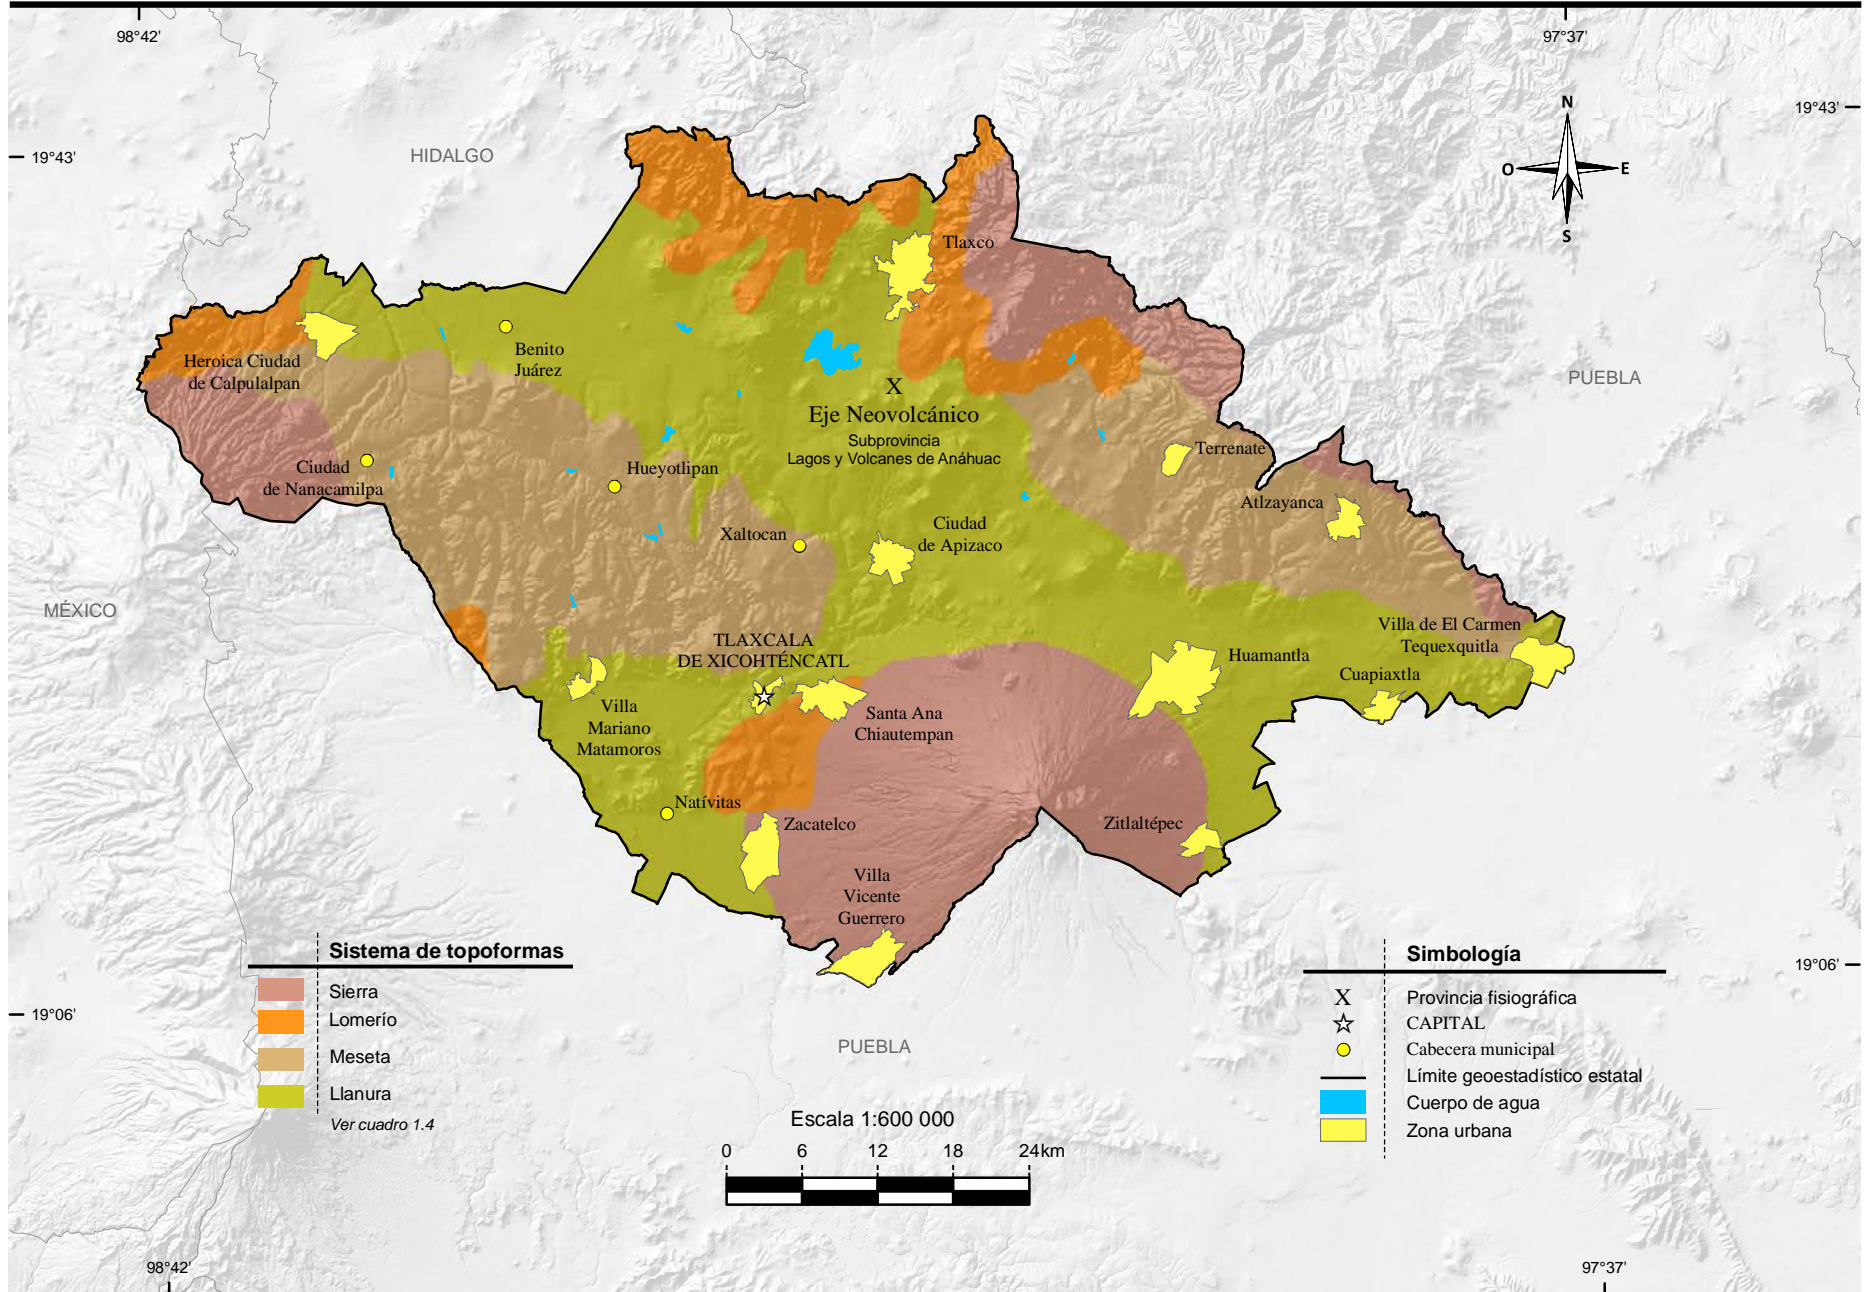 98°42'
97°37'
19°43'
19°43'
N
O
E
S
HIDALGO
Tlaxco
Heroica Ciudad
de Calpulalpan
Benito
Juárez
PUEBLA
X
Eje Neovolcánico
Subprovincia
Lagos y Volcanes de Anáhuac
Terrenate
Ciudad
de Nanacamilpa
Hueyotlipan
Atlzayanca
Xaltocan
Ciudad
de Apizaco
MÉXICO
TLAXCALA
DE XICOHTÉNCATL
Villa de El Carmen
Tequexquitla
Huamantla
Cuapiaxtla
Villa
Mariano
Matamoros
Santa Ana
Chiautempan
Natívitas
Zacatelco
Zitlaltépec
Villa
Vicente
Guerrero
Sistema de topoformas
Sierra
Lomerío
Meseta
Llanura
Ver cuadro 1.4
Simbología
X Provincia fisiográfica
CAPITAL
Cabecera municipal
Límite geoestadístico estatal
Cuerpo de agua
Zona urbana
19°06'
19°06'
PUEBLA
Escala 1:600 000
0 6 12 18 24km
98°42'
97°37'